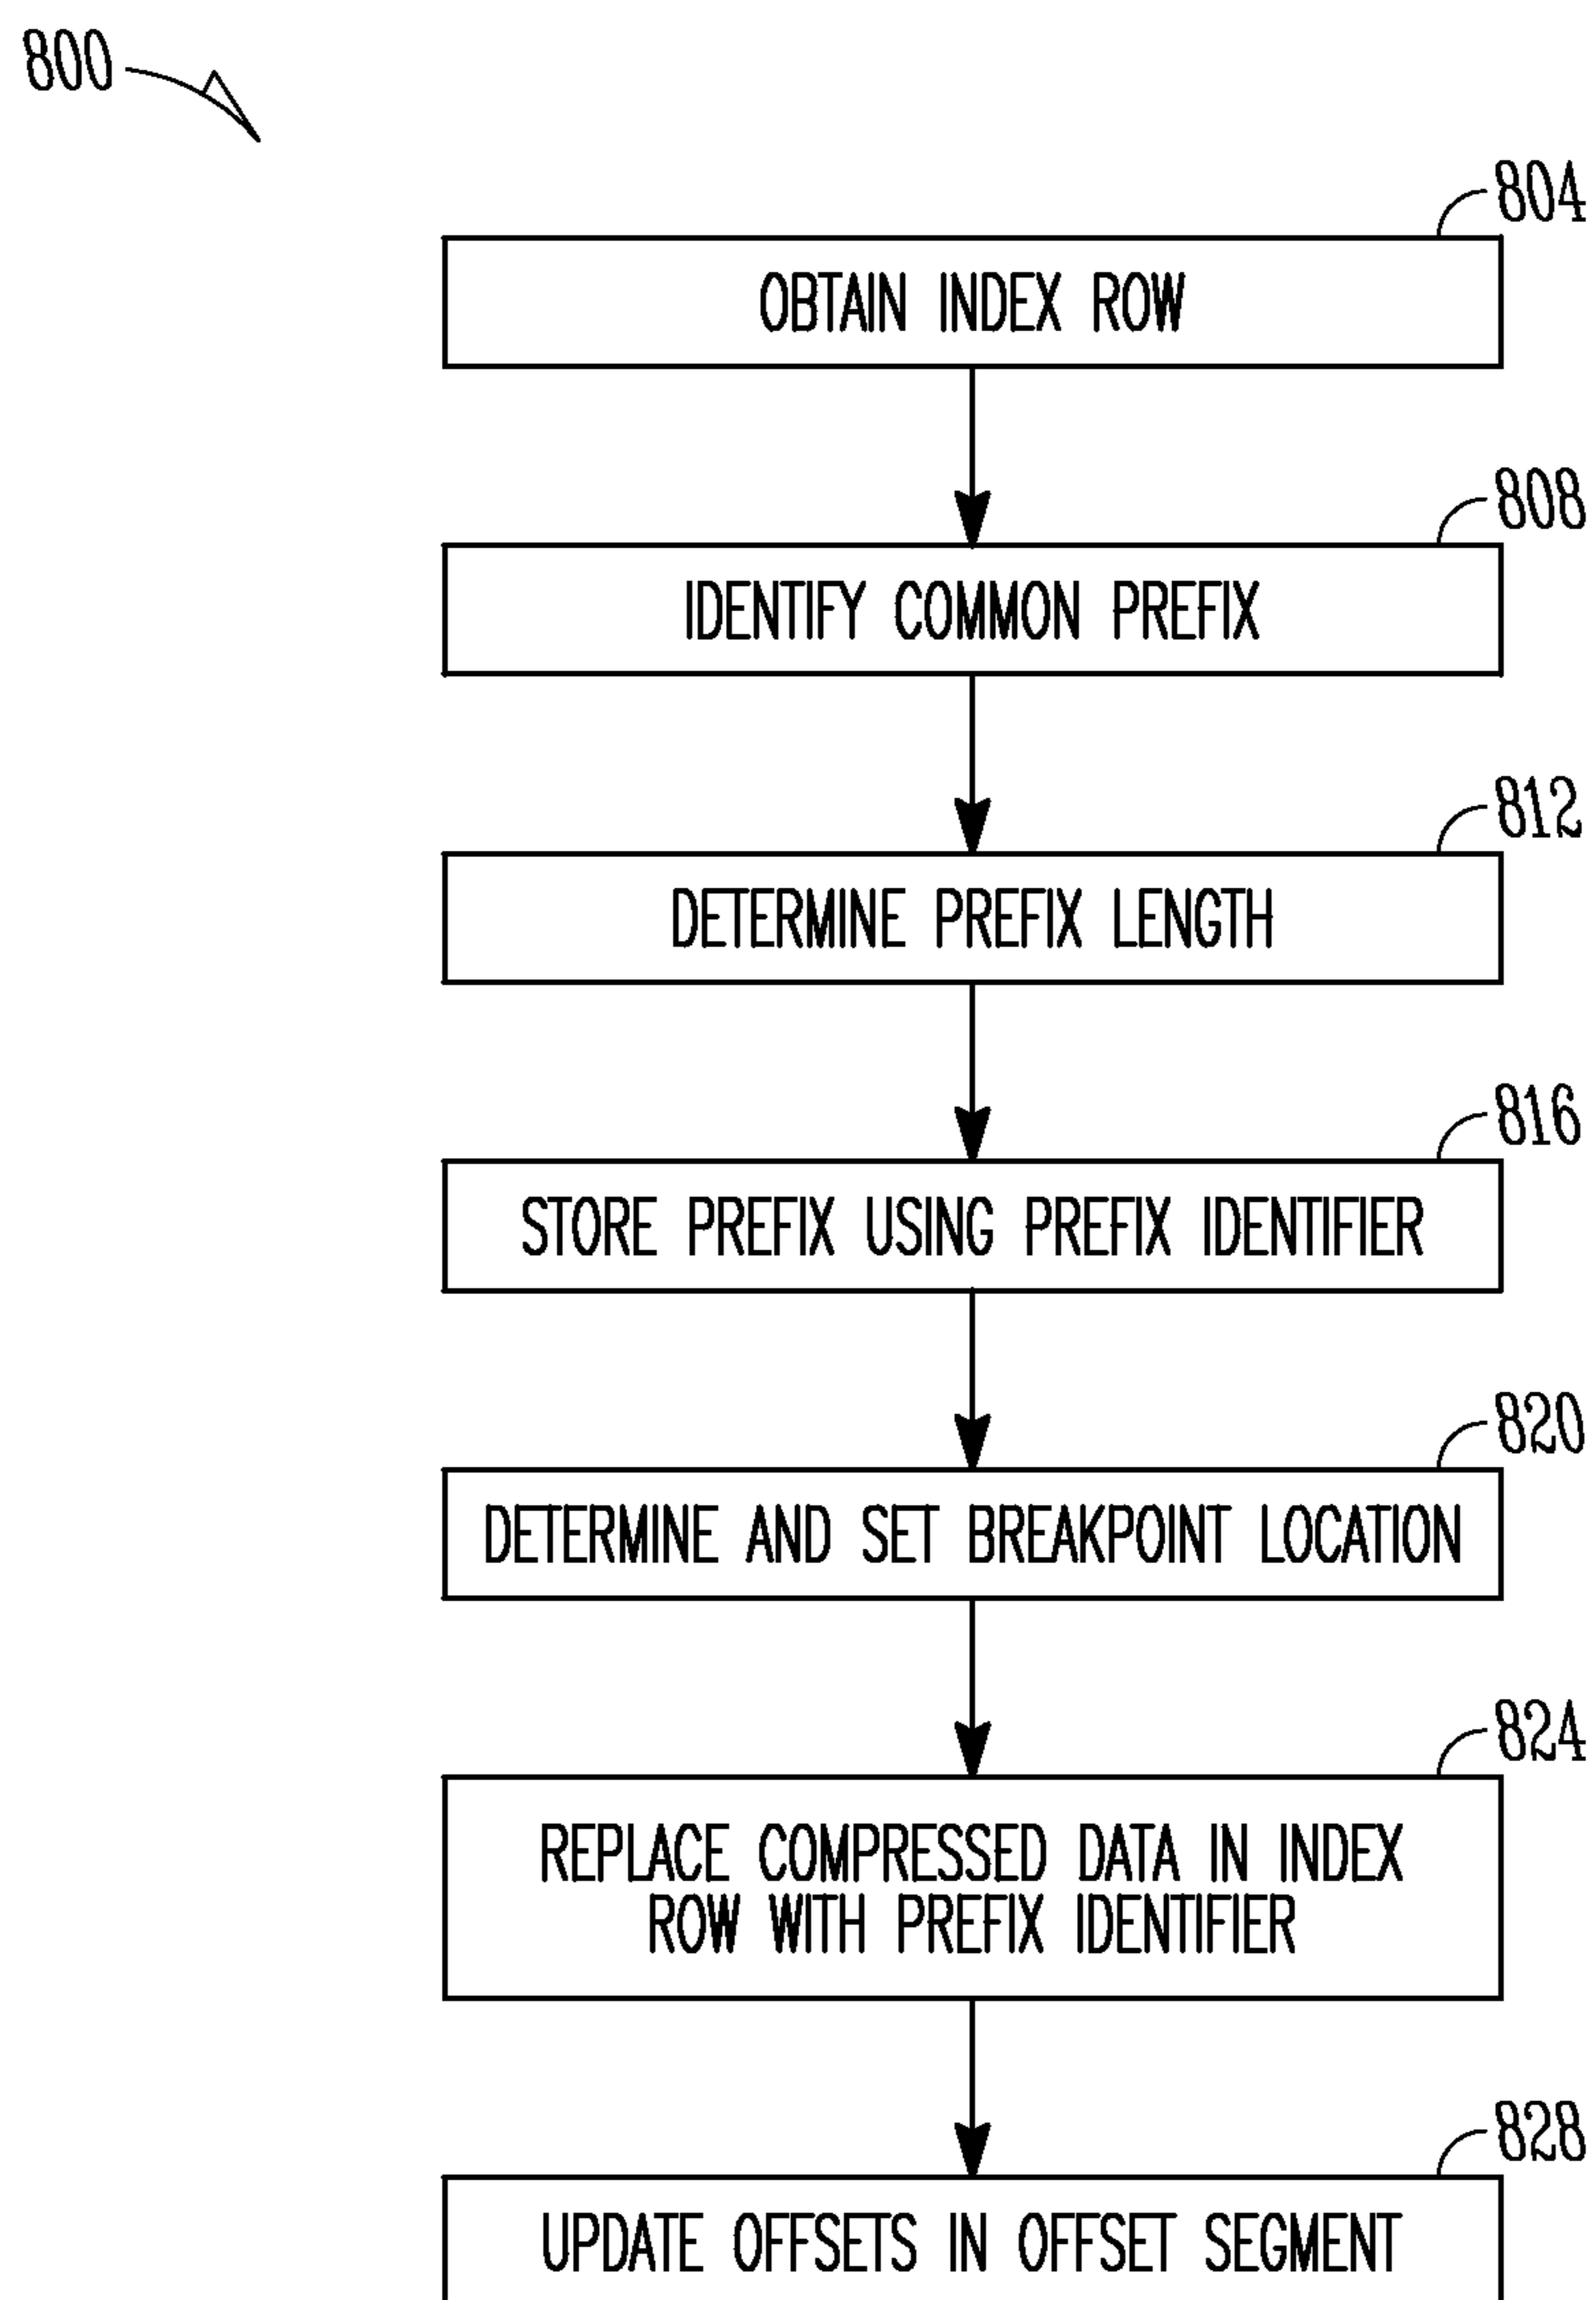 800
804
OBTAIN INDEX ROW
808
IDENTIFY COMMON PREFIX
812
DETERMINE PREFIX LENGTH
816
STORE PREFIX USING PREFIX IDENTIFIER
820
DETERMINE AND SET BREAKPOINT LOCATION
824
REPLACE COMPRESSED DATA IN INDEX
ROW WITH PREFIX IDENTIFIER
828
UPDATE OFFSETS IN OFFSET SEGMENT